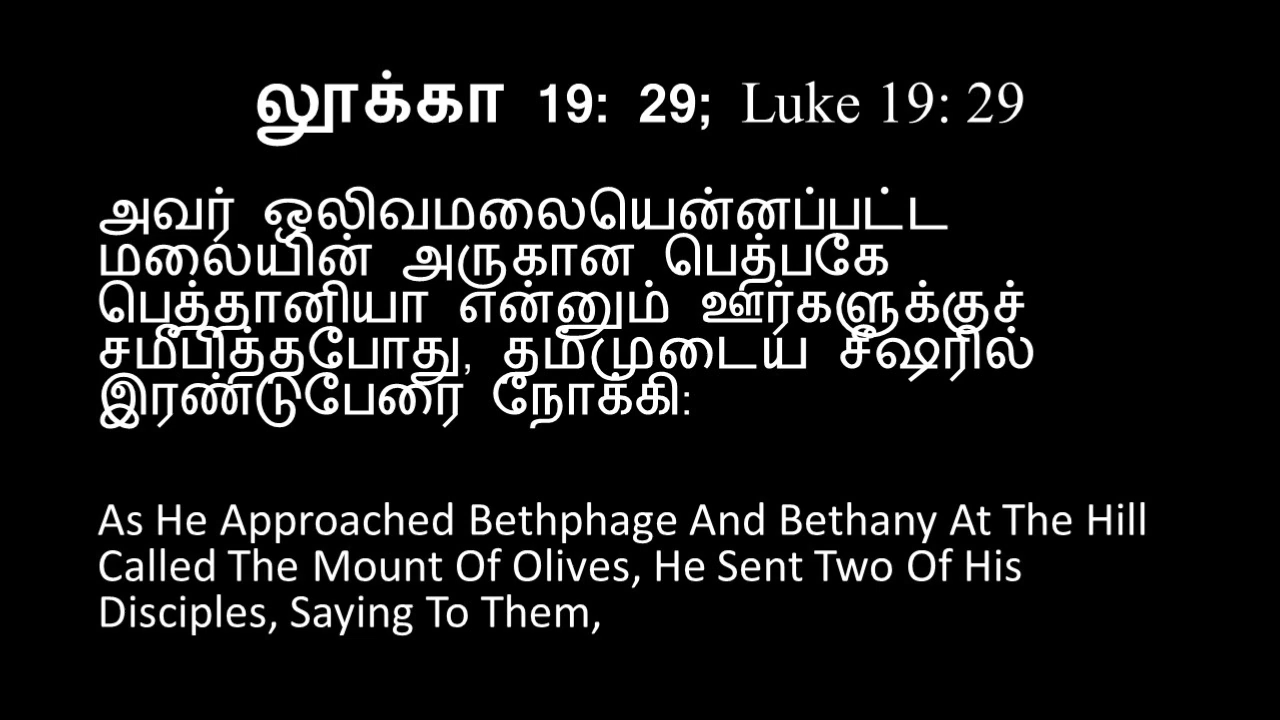 லூக்கா 19: 29; Luke 19: 29
அவர் ஒலிவமலையென்னப்பட்ட
மலையின் அருகான பெத்பகே
பெத்தானியா என்னும் ஊர்களுக்குச்
சமீபித்தபோது, தம்முடைய சீஷரில்
இரண்டுபேரை நோக்கி:
As He Approached Bethphage And Bethany At The Hill
Called The Mount Of Olives, He Sent Two Of His
Disciples, Saying To Them,